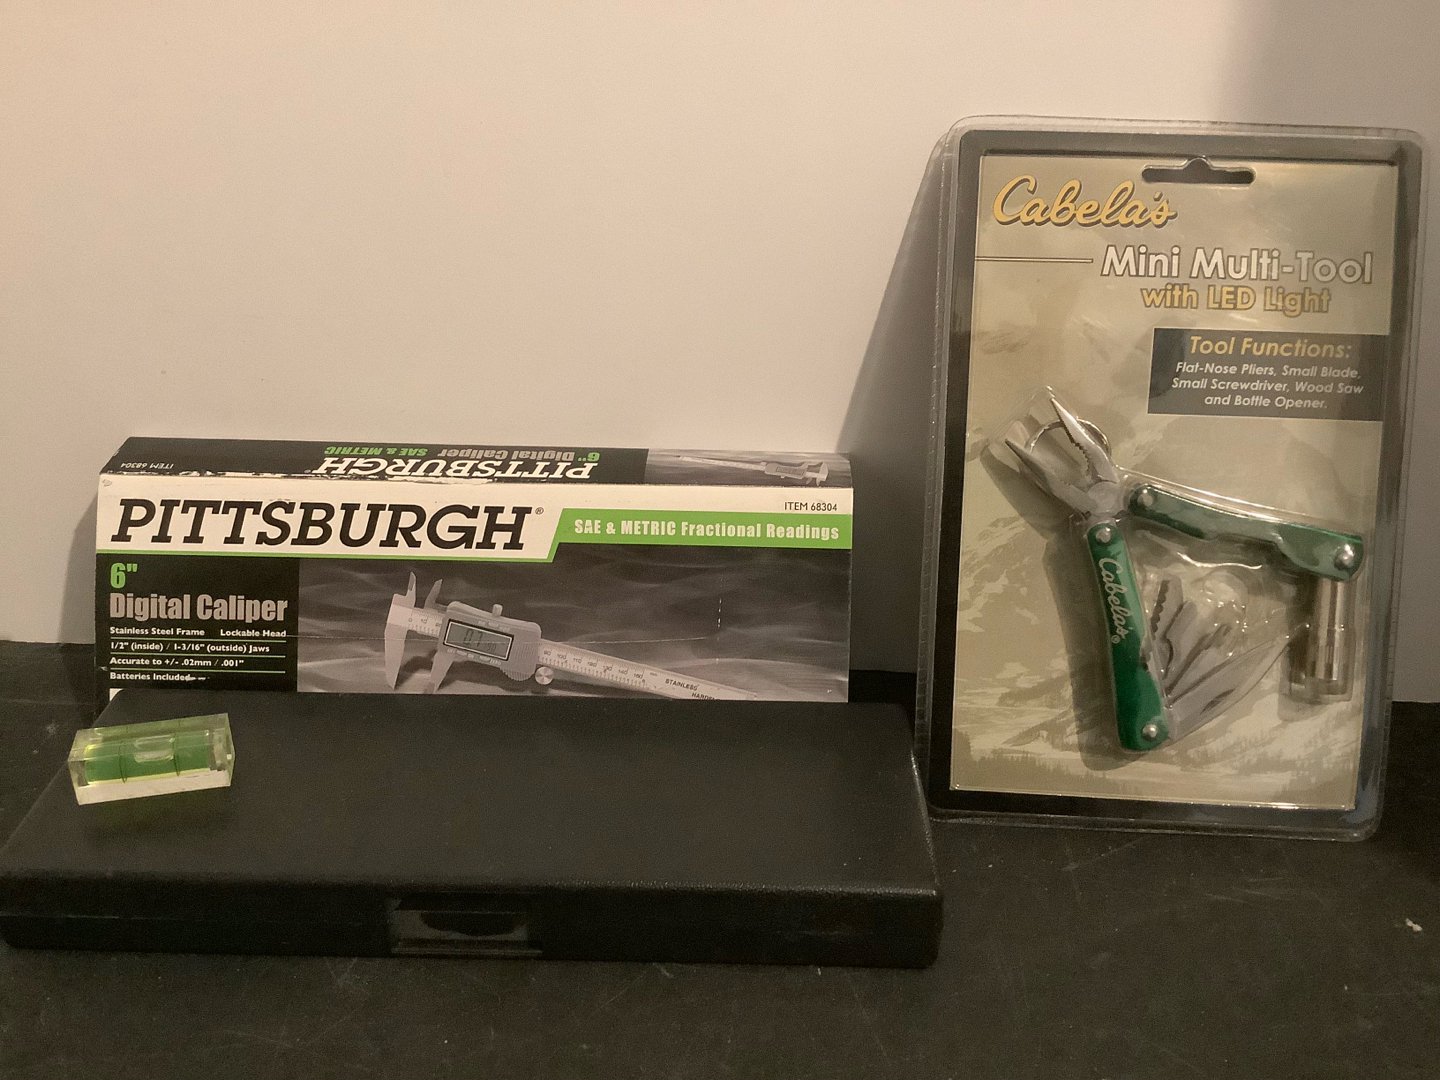 ITEM 68304
PITTSBURGH
6" Digital Caliper
SAE & METRIC
PITTSBURGH®
ITEM 68304
SAE & METRIC Fractional Readings
6"
Digital Caliper
Stainless Steel Frame Lockable Head
1/2" (inside) / 1-3/16" (outside) Jaws
Accurate to +/- .02mm / .001"
Batteries Included
STAINLESS
Cabela's
Mini Multi-Tool
with LED Light
Tool Functions:
Flat-Nose Pliers, Small Blade,
Small Screwdriver, Wood Saw
and Bottle Opener.
Cabela's®